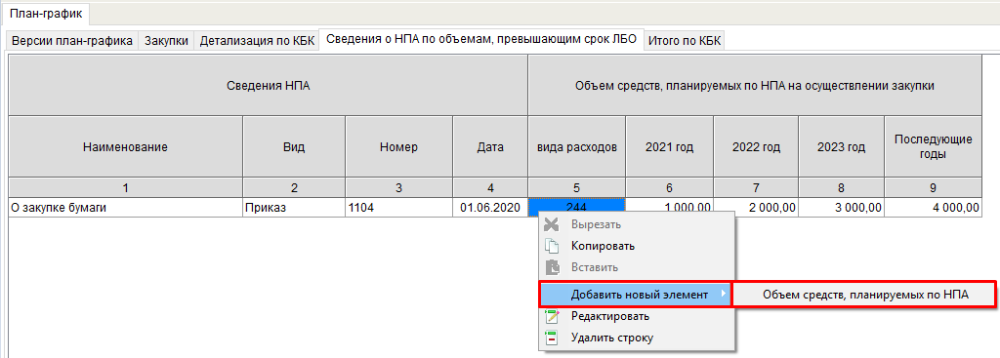 План-график
Версии план-графика Закупки Детализация по КБК Сведения о НПА по объемам, превышающим срок ЛБО Итого по КБК
Сведения НПА Объем средств, планируемых по НПА на осуществлении закупки
Наименование Вид Номер Дата вида расходов 2021 год 2022 год 2023 год Последующие
годы
1 2 3 4 5 6 7 8 9
О закупке бумаги Приказ 1104 01.06.2020 244 1 000,00 2 000,00 3 000,00 4 000,00
Вырезать
Копировать
Вставить
Добавить новый элемент Объем средств, планируемых по НПА
Редактировать
Удалить строку